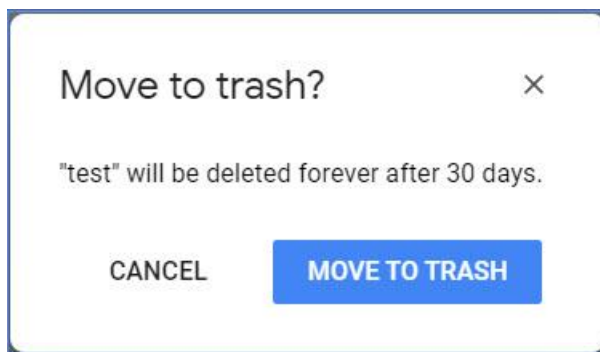 Move to trash?
"test" will be deleted forever after 30 days.
CANCEL MOVE TO TRASH